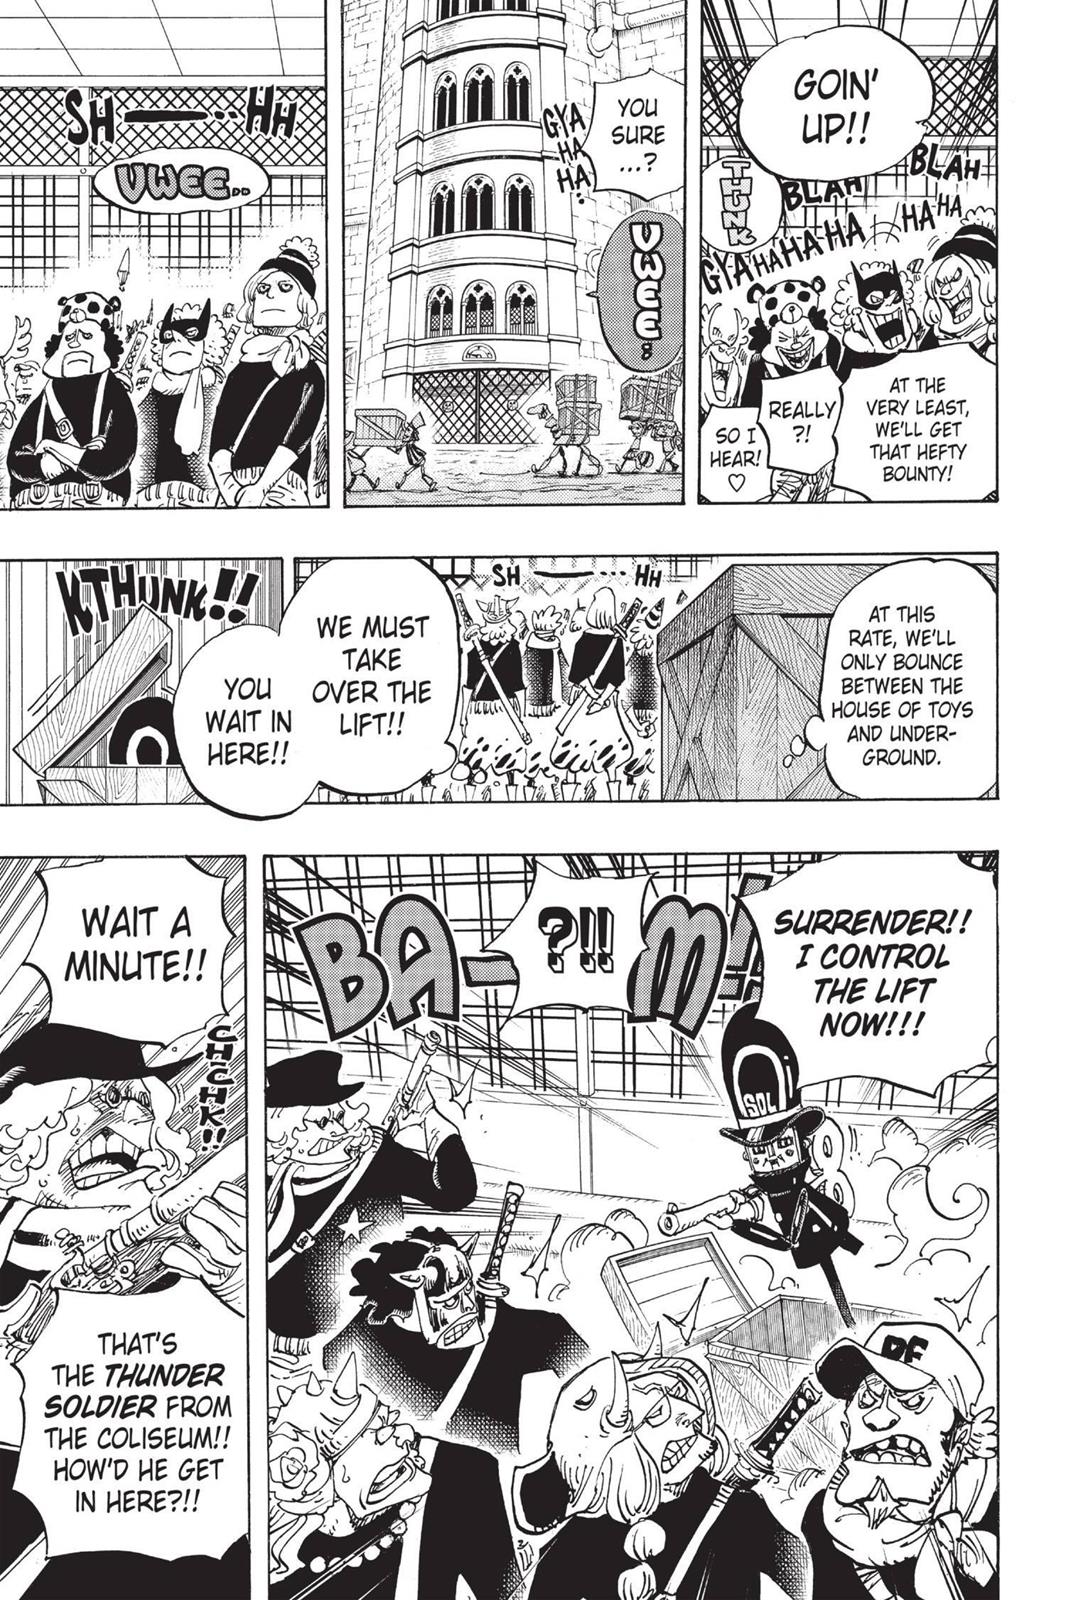 GOIN'
UP!!
THUNK
BLAH
BLAH
HA HA
GYAHAHAHA
AT THE
VERY LEAST,
WE'LL GET
THAT HEFTY
BOUNTY!
REALLY
?!
SO I
HEAR!
♡
YOU
SURE
...?
GYA
HA
HA
VWEE..
SH ー··HH
VWEE..
AT THIS
RATE, WE'LL
ONLY BOUNCE
BETWEEN THE
HOUSE OF TOYS
AND UNDER-
GROUND.
SH ー··· HH
WE MUST
TAKE
OVER THE
LIFT!!
YOU
WAIT IN
HERE!!
KTHUNK!!
SURRENDER!!
I CONTROL
THE LIFT
NOW!!!
?!!
BA-M!!
SOL
DF
WAIT A
MINUTE!!
CHCHK!!
THAT'S
THE THUNDER
SOLDIER FROM
THE COLISEUM!!
HOW'D HE GET
IN HERE?!!